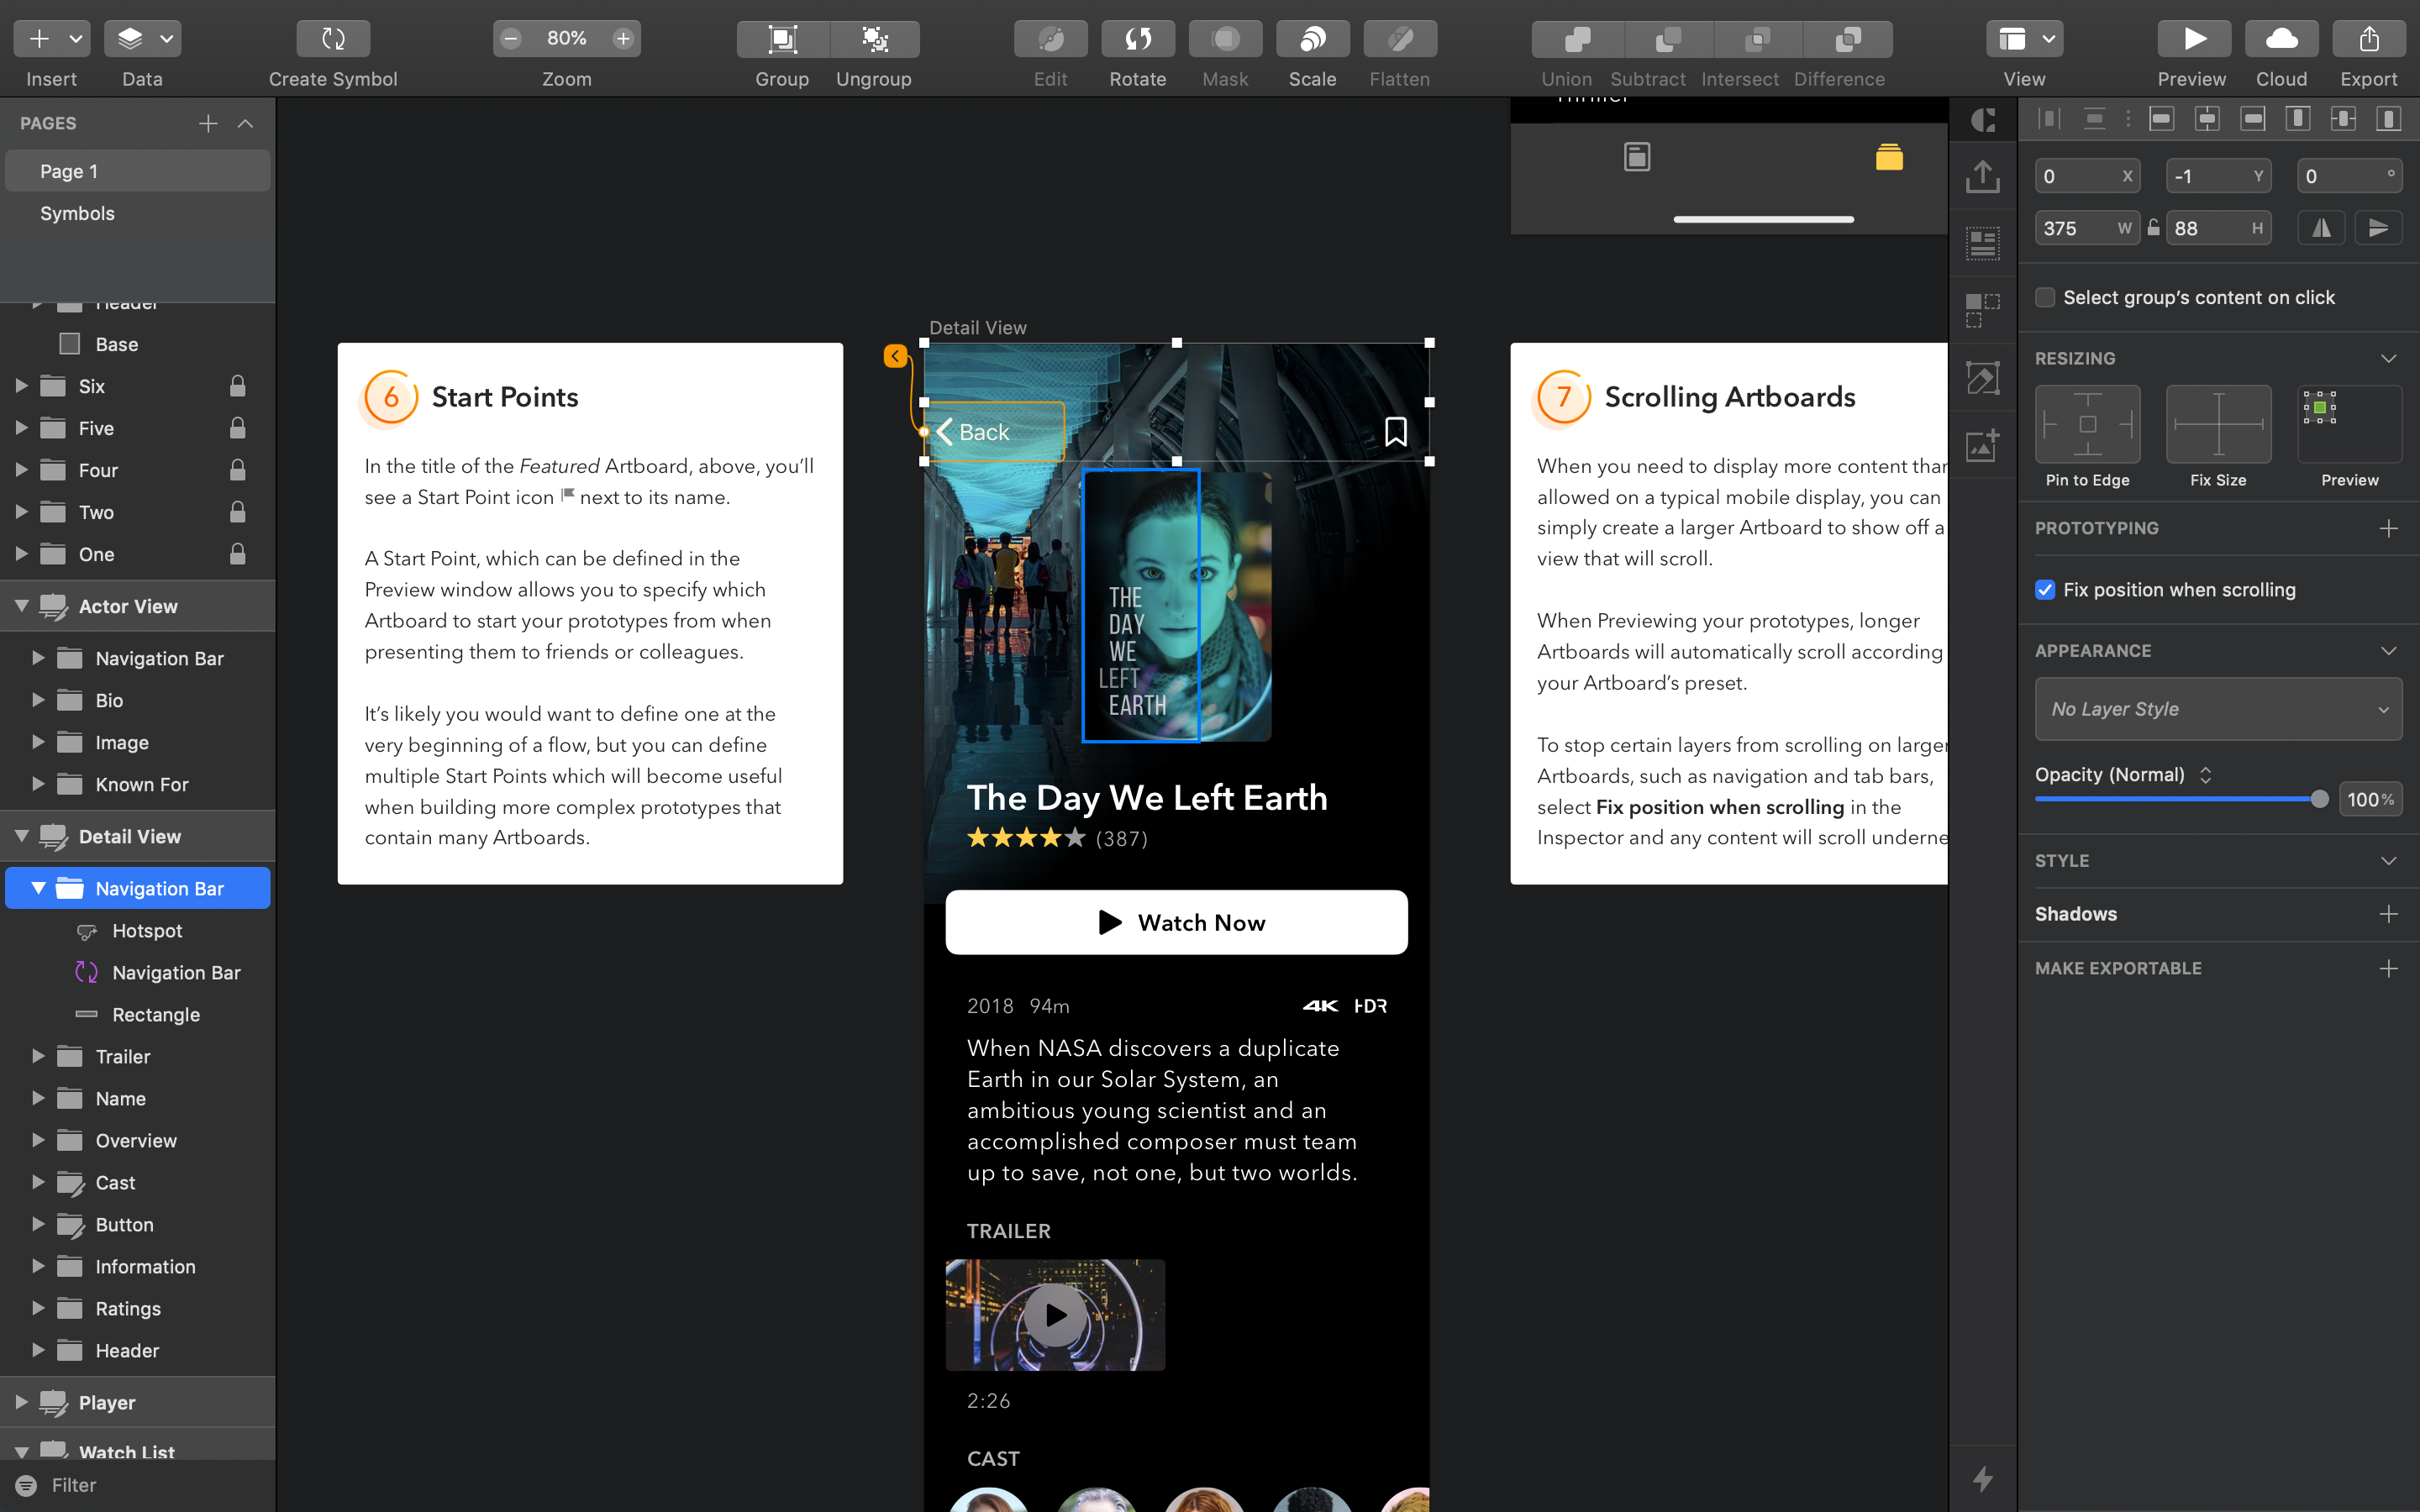 80%
Insert
Data
Create Symbol
Zoom
Group
Ungroup
Edit
Rotate
Mask
Scale
Flatten
Union
Subtract
Intersect
Difference
View
Preview
Cloud
Export
PAGES
Page 1
Symbols
Header
Base
Six
Five
Four
Two
One
Actor View
Navigation Bar
Bio
Image
Known For
Detail View
Navigation Bar
Hotspot
Navigation Bar
Rectangle
Trailer
Name
Overview
Cast
Button
Information
Ratings
Header
Player
Watch List
Filter
6
Start Points
In the title of the Featured Artboard, above, you’ll
see a Start Point icon next to its name.
A Start Point, which can be defined in the
Preview window allows you to specify which
Artboard to start your prototypes from when
presenting them to friends or colleagues.
It’s likely you would want to define one at the
very beginning of a flow, but you can define
multiple Start Points which will become useful
when building more complex prototypes that
contain many Artboards.
Detail View
Back
THE
DAY
WE
LEFT
EARTH
The Day We Left Earth
(387)
Watch Now
2018 94m
4K HDR
When NASA discovers a duplicate
Earth in our Solar System, an
ambitious young scientist and an
accomplished composer must team
up to save, not one, but two worlds.
TRAILER
2:26
CAST
Thriller
7
Scrolling Artboards
When you need to display more content than
allowed on a typical mobile display, you can
simply create a larger Artboard to show off a
view that will scroll.
When Previewing your prototypes, longer
Artboards will automatically scroll according
your Artboard’s preset.
To stop certain layers from scrolling on larger
Artboards, such as navigation and tab bars,
select Fix position when scrolling in the
Inspector and any content will scroll underne
0 X
-1 Y
0 °
375 W
88 H
Select group’s content on click
RESIZING
Pin to Edge
Fix Size
Preview
PROTOTYPING
Fix position when scrolling
APPEARANCE
No Layer Style
Opacity (Normal)
100%
STYLE
Shadows
MAKE EXPORTABLE